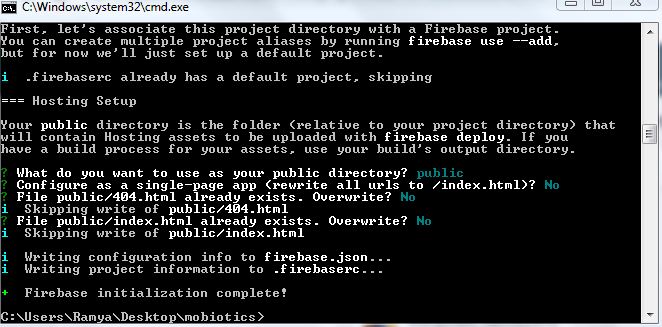 C:\Windows\system32\cmd.exe
First, let's associate this project directory with a Firebase project.
You can create multiple project aliases by running firebase use --add,
but for now we'll just set up a default project.
i  .firebaserc already has a default project, skipping
=== Hosting Setup
Your public directory is the folder (relative to your project directory) that
will contain Hosting assets to be uploaded with firebase deploy. If you
have a build process for your assets, use your build's output directory.
? What do you want to use as your public directory? public
? Configure as a single-page app (rewrite all urls to /index.html)? No
? File public/404.html already exists. Overwrite? No
i  Skipping write of public/404.html
? File public/index.html already exists. Overwrite? No
i  Skipping write of public/index.html
i  Writing configuration info to firebase.json...
i  Writing project information to .firebaserc...
+  Firebase initialization complete!
C:\Users\Ramya\Desktop\mobiotics>